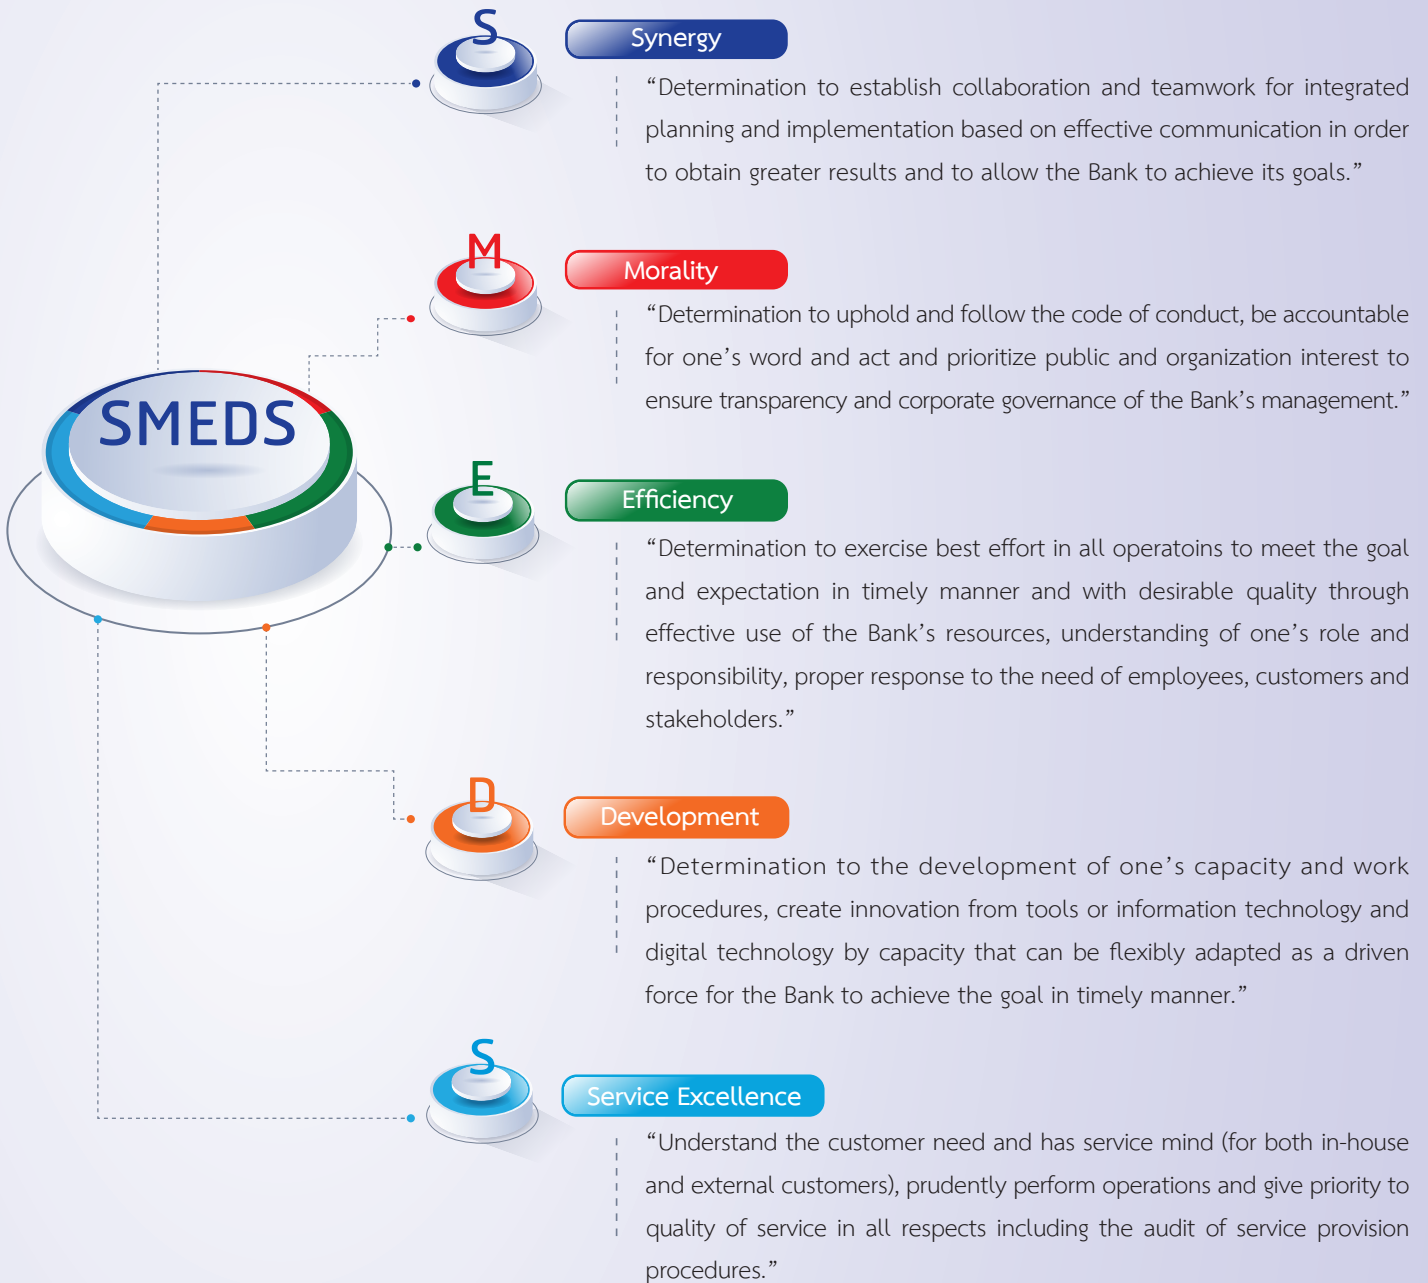 S
Synergy
“Determination to establish collaboration and teamwork for integrated
planning and implementation based on effective communication in order
to obtain greater results and to allow the Bank to achieve its goals.”
M
Morality
“Determination to uphold and follow the code of conduct, be accountable
for one’s word and act and prioritize public and organization interest to
ensure transparency and corporate governance of the Bank’s management.”
SMEDS
E
Efficiency
“Determination to exercise best effort in all operatoins to meet the goal
and expectation in timely manner and with desirable quality through
effective use of the Bank’s resources, understanding of one’s role and
responsibility, proper response to the need of employees, customers and
stakeholders.”
D
Development
“Determination to the development of one’s capacity and work
procedures, create innovation from tools or information technology and
digital technology by capacity that can be flexibly adapted as a driven
force for the Bank to achieve the goal in timely manner.”
S
Service Excellence
“Understand the customer need and has service mind (for both in-house
and external customers), prudently perform operations and give priority to
quality of service in all respects including the audit of service provision
procedures.”